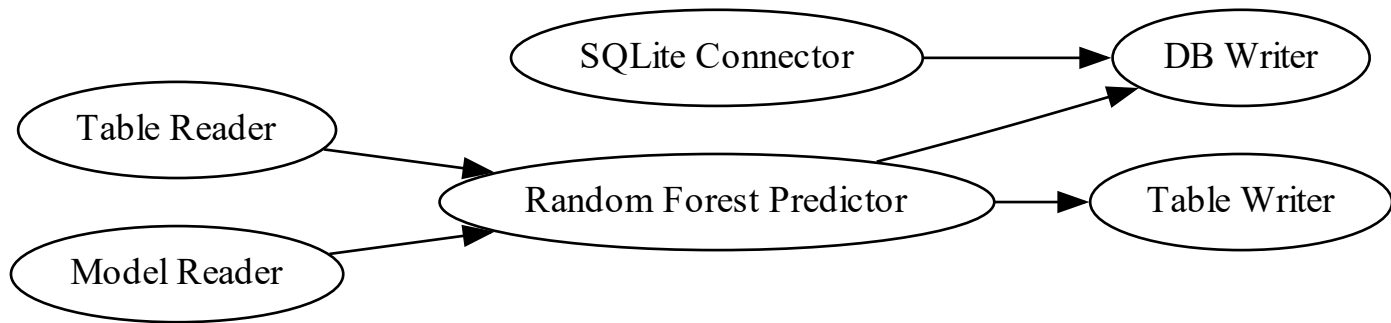 SQLite Connector
DB Writer
Table Reader
Random Forest Predictor
Table Writer
Model Reader